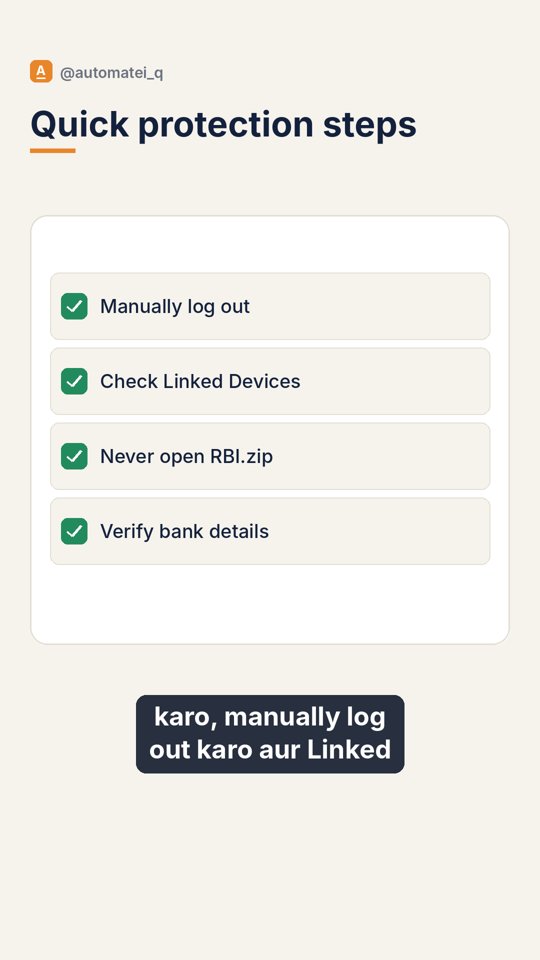 A
@automatei_q
Quick protection steps
Manually log out
Check Linked Devices
Never open RBI.zip
Verify bank details
karo, manually log
out karo aur Linked